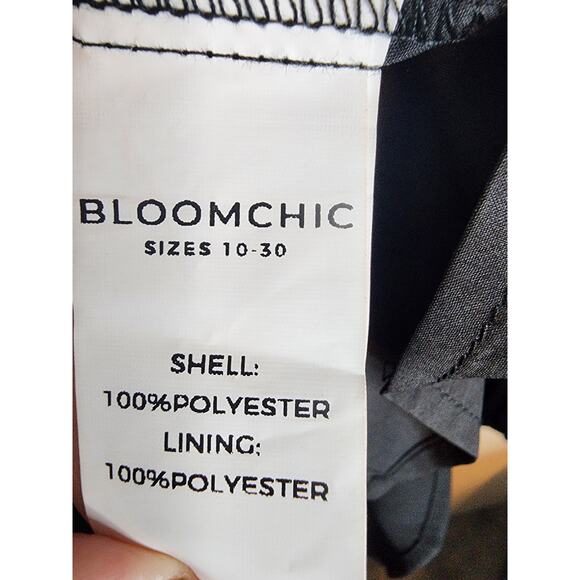 BLOOMCHIC
SIZES 10-30
SHELL:
100%POLYESTER
LINING:
100%POLYESTER